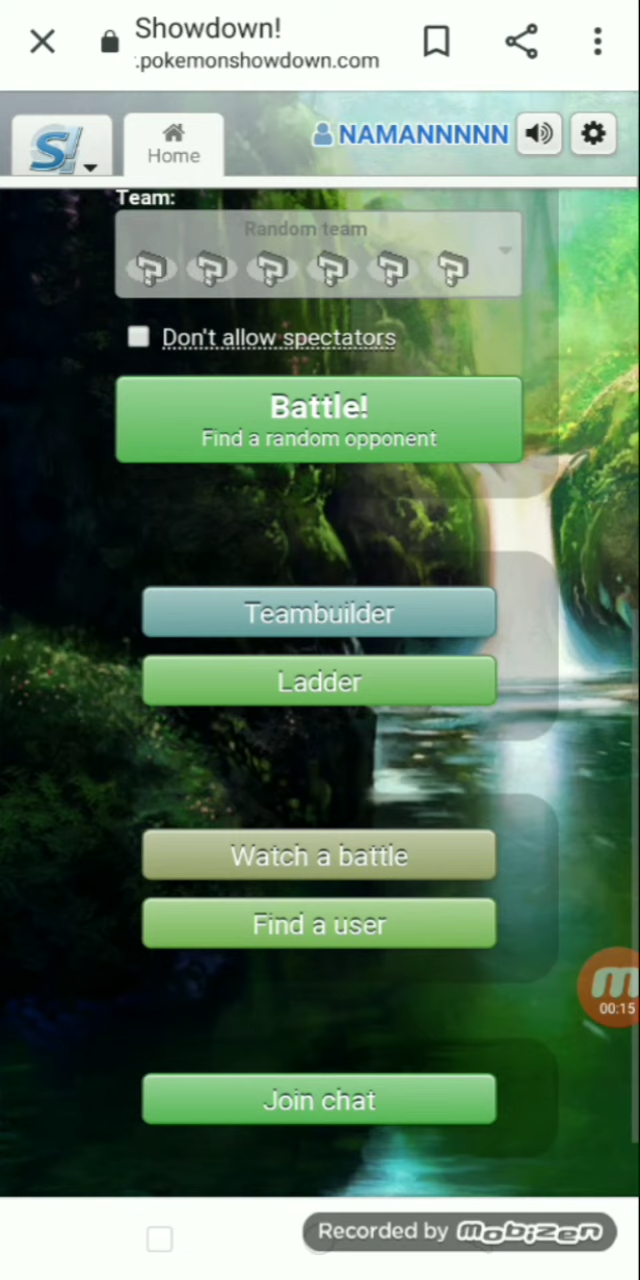 Showdown!
:.pokemonshowdown.com
S!
Home
NAMANNNNN
Team:
Random team
Don't allow spectators
Battle!
Find a random opponent
Teambuilder
Ladder
Watch a battle
Find a user
m
00:15
Join chat
Recorded by mobizen